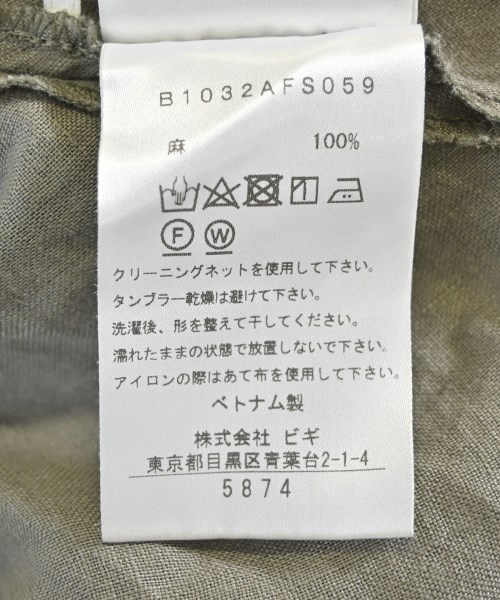 B1032AFS059
麻 100%
F W
クリーニングネットを使用して下さい。
タンブラー乾燥は避けて下さい。
洗濯後、形を整えて干してください。
濡れたままの状態で放置しないで下さい。
アイロンの際はあて布を使用して下さい。
ベトナム製
株式会社 ビギ
東京都目黒区青葉台2-1-4
5874